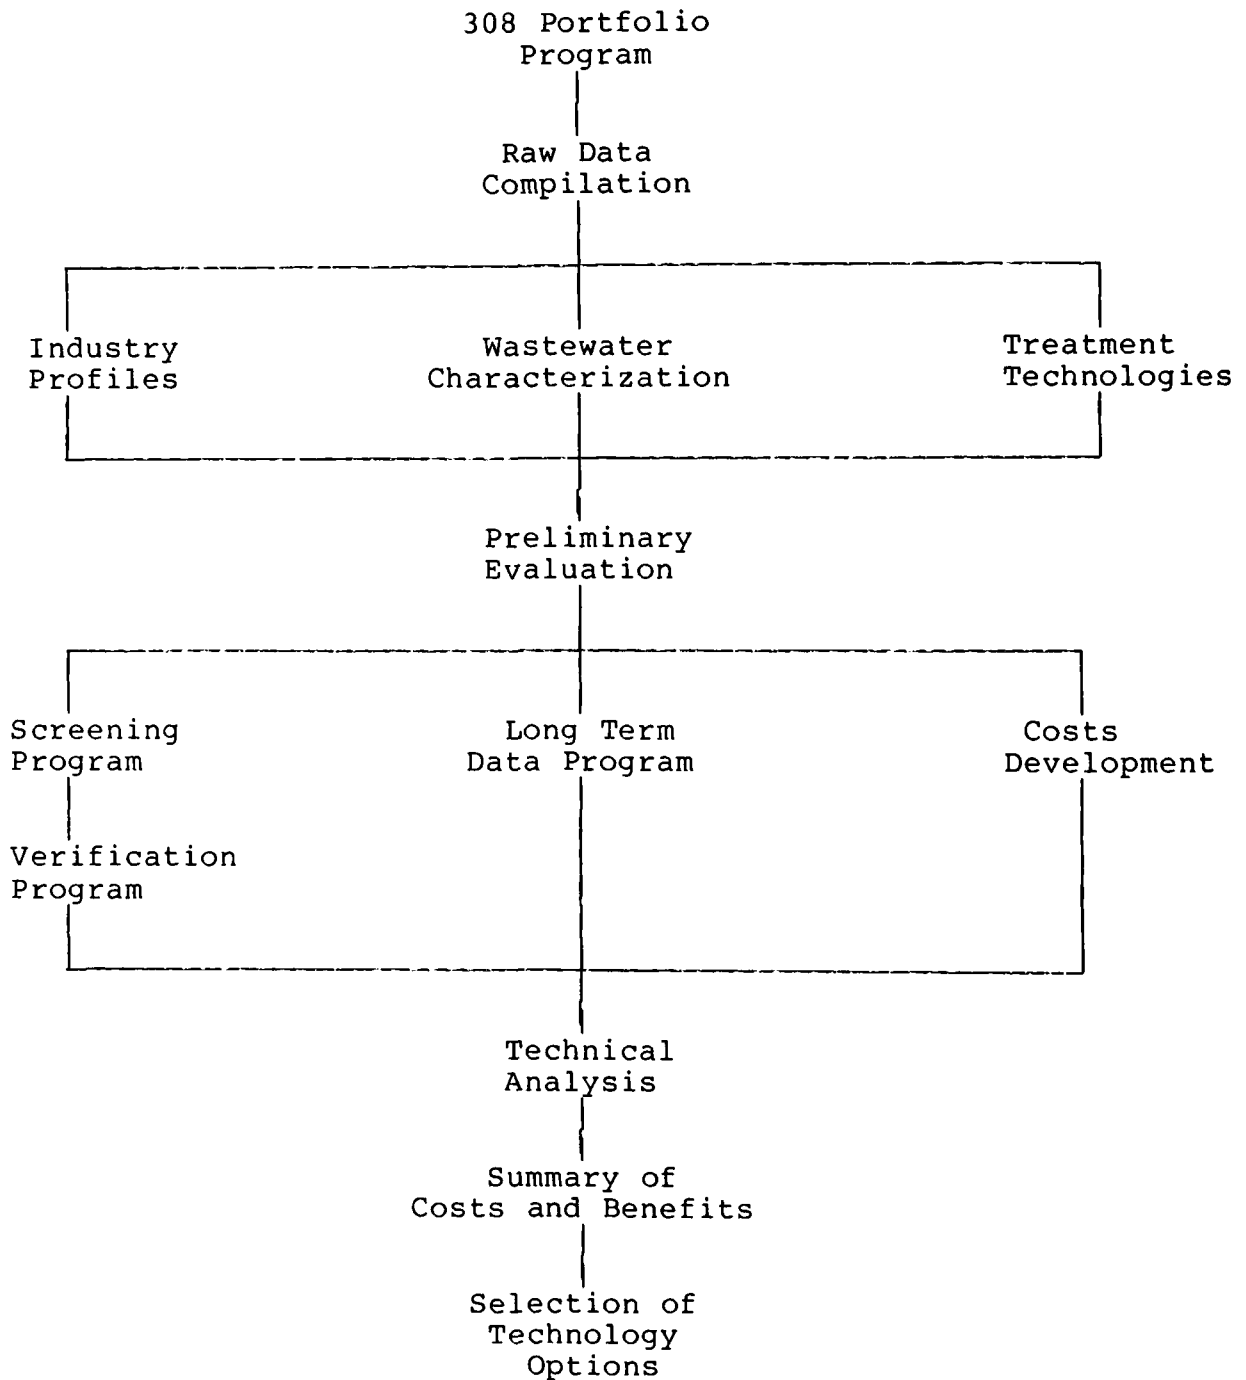 308 Portfolio
Program
Raw Data
Compilation
Industry
Profiles
Wastewater
Characterization
Treatment
Technologies
Preliminary
Evaluation
Screening
Program
Long Term
Data Program
Costs
Development
Verification
Program
Technical
Analysis
Summary of
Costs and Benefits
Selection of
Technology
Options